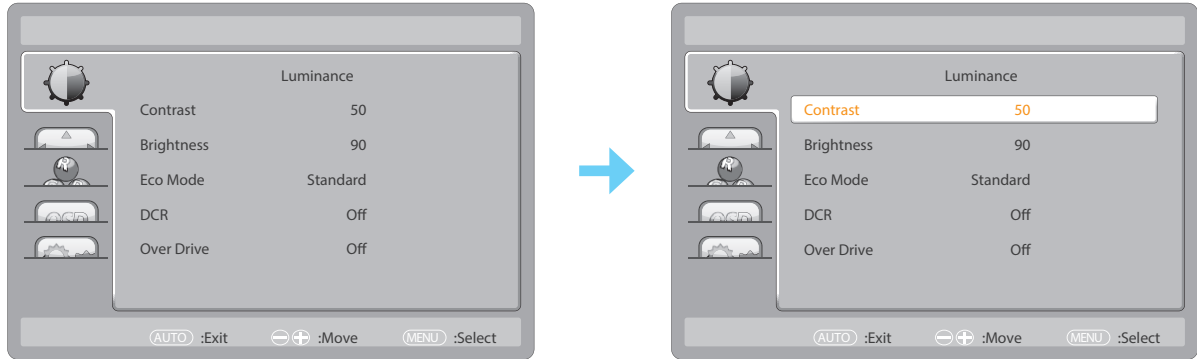 Luminance
Contrast 50
Brightness 90
Eco Mode Standard
DCR Off
Over Drive Off
AUTO :Exit :Move MENU :Select
Luminance
Contrast 50
Brightness 90
Eco Mode Standard
DCR Off
Over Drive Off
AUTO :Exit :Move MENU :Select